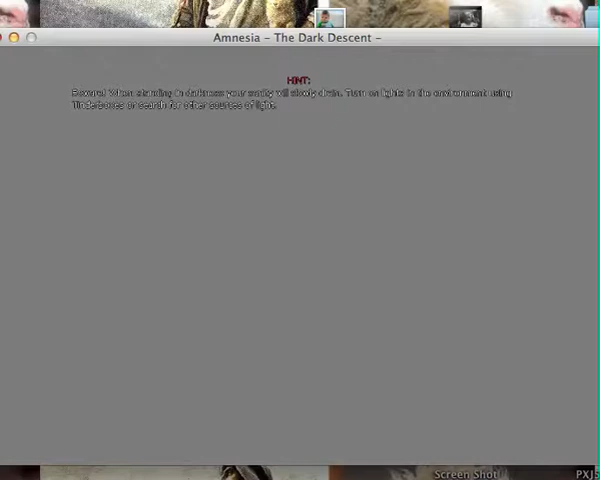 Amnesia - The Dark Descent -
HINT:
Beware! When standing in darkness your sanity will slowly drain. Turn on lights in the environment using
Tinderboxes or search for other sources of light.
Screen Shot